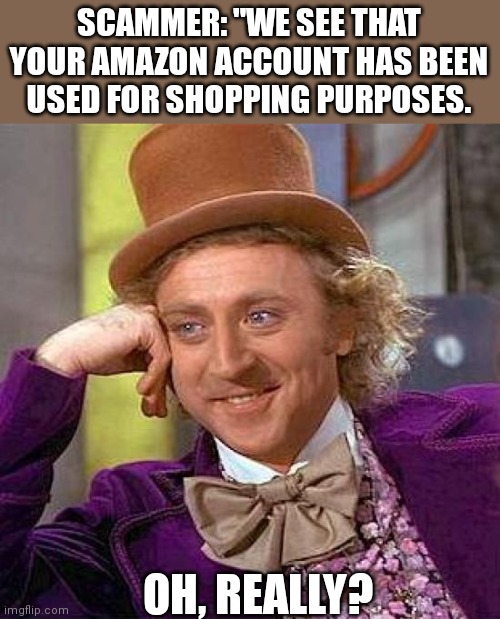 SCAMMER: "WE SEE THAT
YOUR AMAZON ACCOUNT HAS BEEN
USED FOR SHOPPING PURPOSES.
OH, REALLY?
imgflip.com